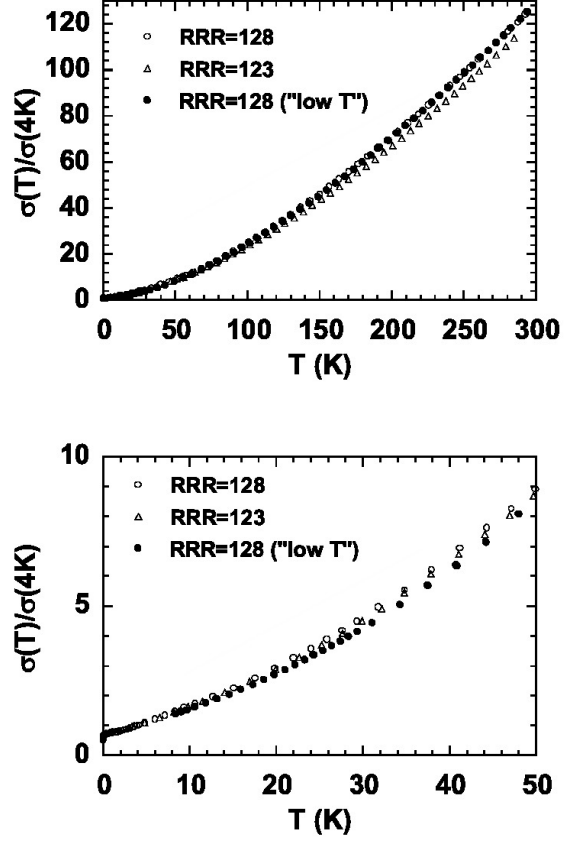 120
100
80
60
40
20
0
σ(T)/σ(4K)
RRR=128
RRR=123
RRR=128 ("low T")
0 50 100 150 200 250 300
T (K)
10
5
0
σ(T)/σ(4K)
RRR=128
RRR=123
RRR=128 ("low T")
0 10 20 30 40 50
T (K)